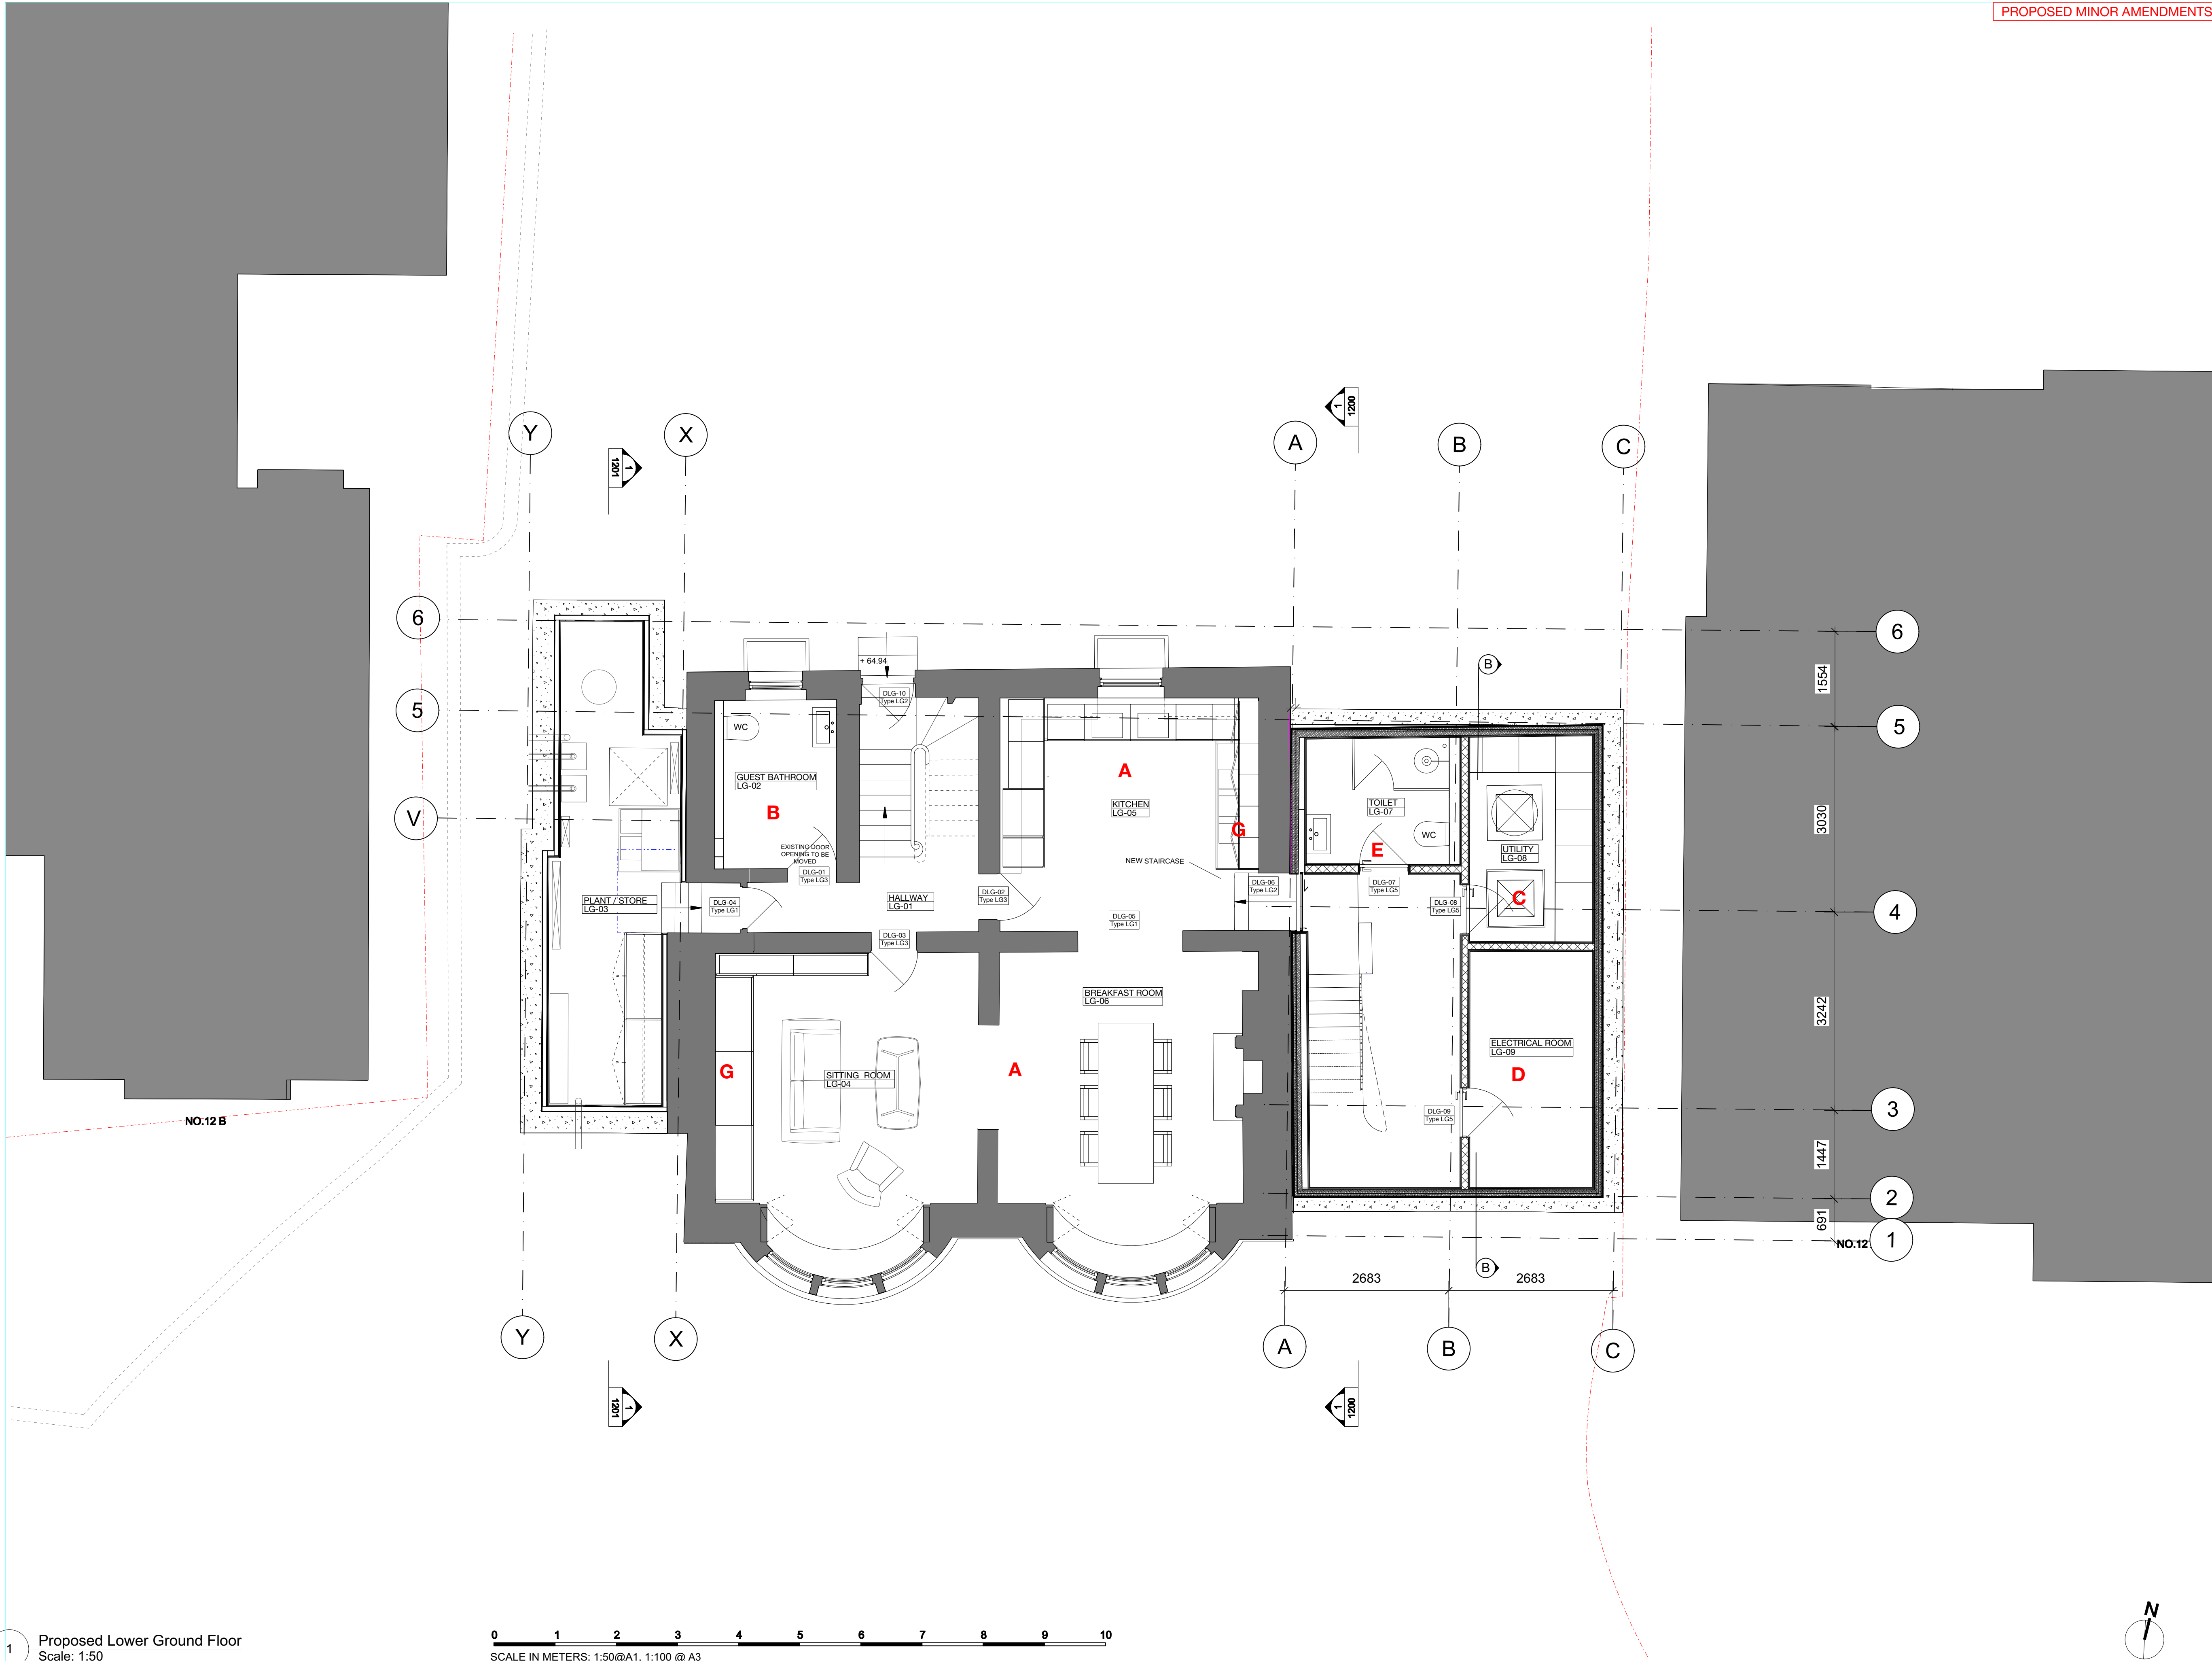 PROPOSED MINOR AMENDMENTS
Y
X
A
B
C
1
1201
1
1200
6
6
5
5
V
4
3
2
1
1554
3030
3242
1447
691
+ 64.94
DLG-10
Type LG2
WC
GUEST BATHROOM
LG-02
B
EXISTING DOOR
OPENING TO BE
MOVED
DLG-01
Type LG3
A
KITCHEN
LG-05
G
NEW STAIRCASE
TOILET
LG-07
WC
E
UTILITY
LG-08
C
B
PLANT / STORE
LG-03
DLG-04
Type LG1
HALLWAY
LG-01
DLG-02
Type LG3
DLG-03
Type LG3
DLG-05
Type LG1
DLG-06
Type LG2
DLG-07
Type LG5
DLG-08
Type LG5
BREAKFAST ROOM
LG-06
A
G
SITTING ROOM
LG-04
ELECTRICAL ROOM
LG-09
D
DLG-09
Type LG5
NO.12 B
NO.12
B
2683
2683
Y
X
A
B
C
1
1201
1
1200
1
Proposed Lower Ground Floor
Scale: 1:50
0 1 2 3 4 5 6 7 8 9 10
SCALE IN METERS: 1:50@A1, 1:100 @ A3
N